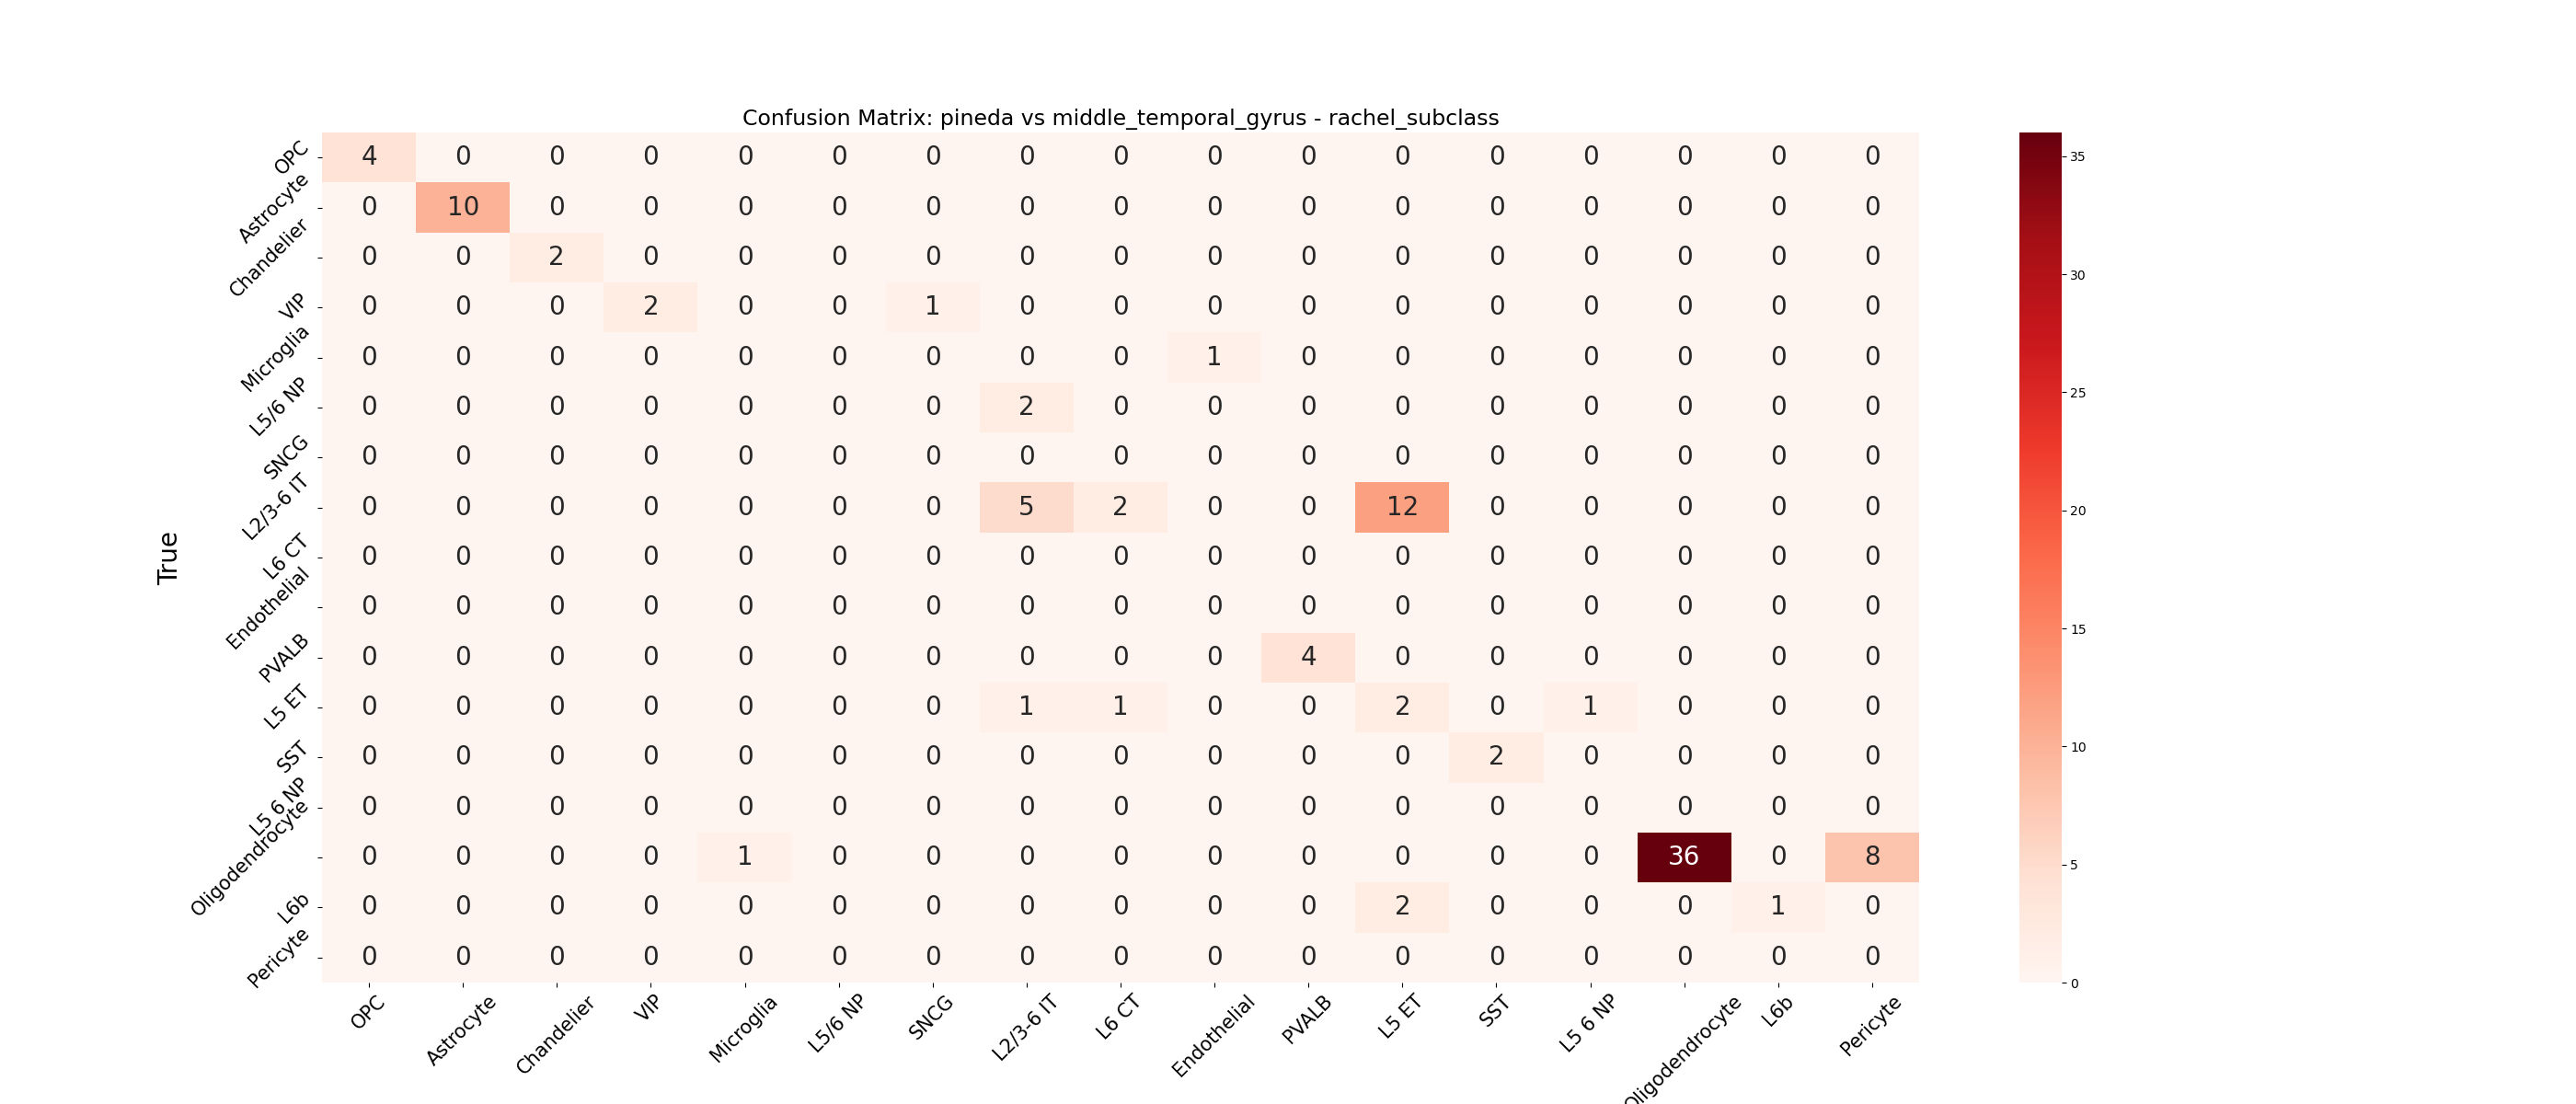 Confusion Matrix: pineda vs middle_temporal_gyrus - rachel_subclass
True
OPC 4 0 0 0 0 0 0 0 0 0 0 0 0 0 0 0 0
Astrocyte 0 10 0 0 0 0 0 0 0 0 0 0 0 0 0 0 0
Chandelier 0 0 2 0 0 0 0 0 0 0 0 0 0 0 0 0 0
VIP 0 0 0 2 0 0 1 0 0 0 0 0 0 0 0 0 0
Microglia 0 0 0 0 0 0 0 0 0 1 0 0 0 0 0 0 0
L5/6 NP 0 0 0 0 0 0 0 2 0 0 0 0 0 0 0 0 0
SNCG 0 0 0 0 0 0 0 0 0 0 0 0 0 0 0 0 0
L2/3-6 IT 0 0 0 0 0 0 0 5 2 0 0 12 0 0 0 0 0
L6 CT 0 0 0 0 0 0 0 0 0 0 0 0 0 0 0 0 0
Endothelial 0 0 0 0 0 0 0 0 0 0 0 0 0 0 0 0 0
PVALB 0 0 0 0 0 0 0 0 0 0 4 0 0 0 0 0 0
L5 ET 0 0 0 0 0 0 0 1 1 0 0 2 0 1 0 0 0
SST 0 0 0 0 0 0 0 0 0 0 0 0 2 0 0 0 0
L5 6 NP 0 0 0 0 0 0 0 0 0 0 0 0 0 0 0 0 0
Oligodendrocyte 0 0 0 0 1 0 0 0 0 0 0 0 0 0 36 0 8
L6b 0 0 0 0 0 0 0 0 0 0 0 2 0 0 0 1 0
Pericyte 0 0 0 0 0 0 0 0 0 0 0 0 0 0 0 0 0
OPC Astrocyte Chandelier VIP Microglia L5/6 NP SNCG L2/3-6 IT L6 CT Endothelial PVALB L5 ET SST L5 6 NP Oligodendrocyte L6b Pericyte
35
30
25
20
15
10
5
0